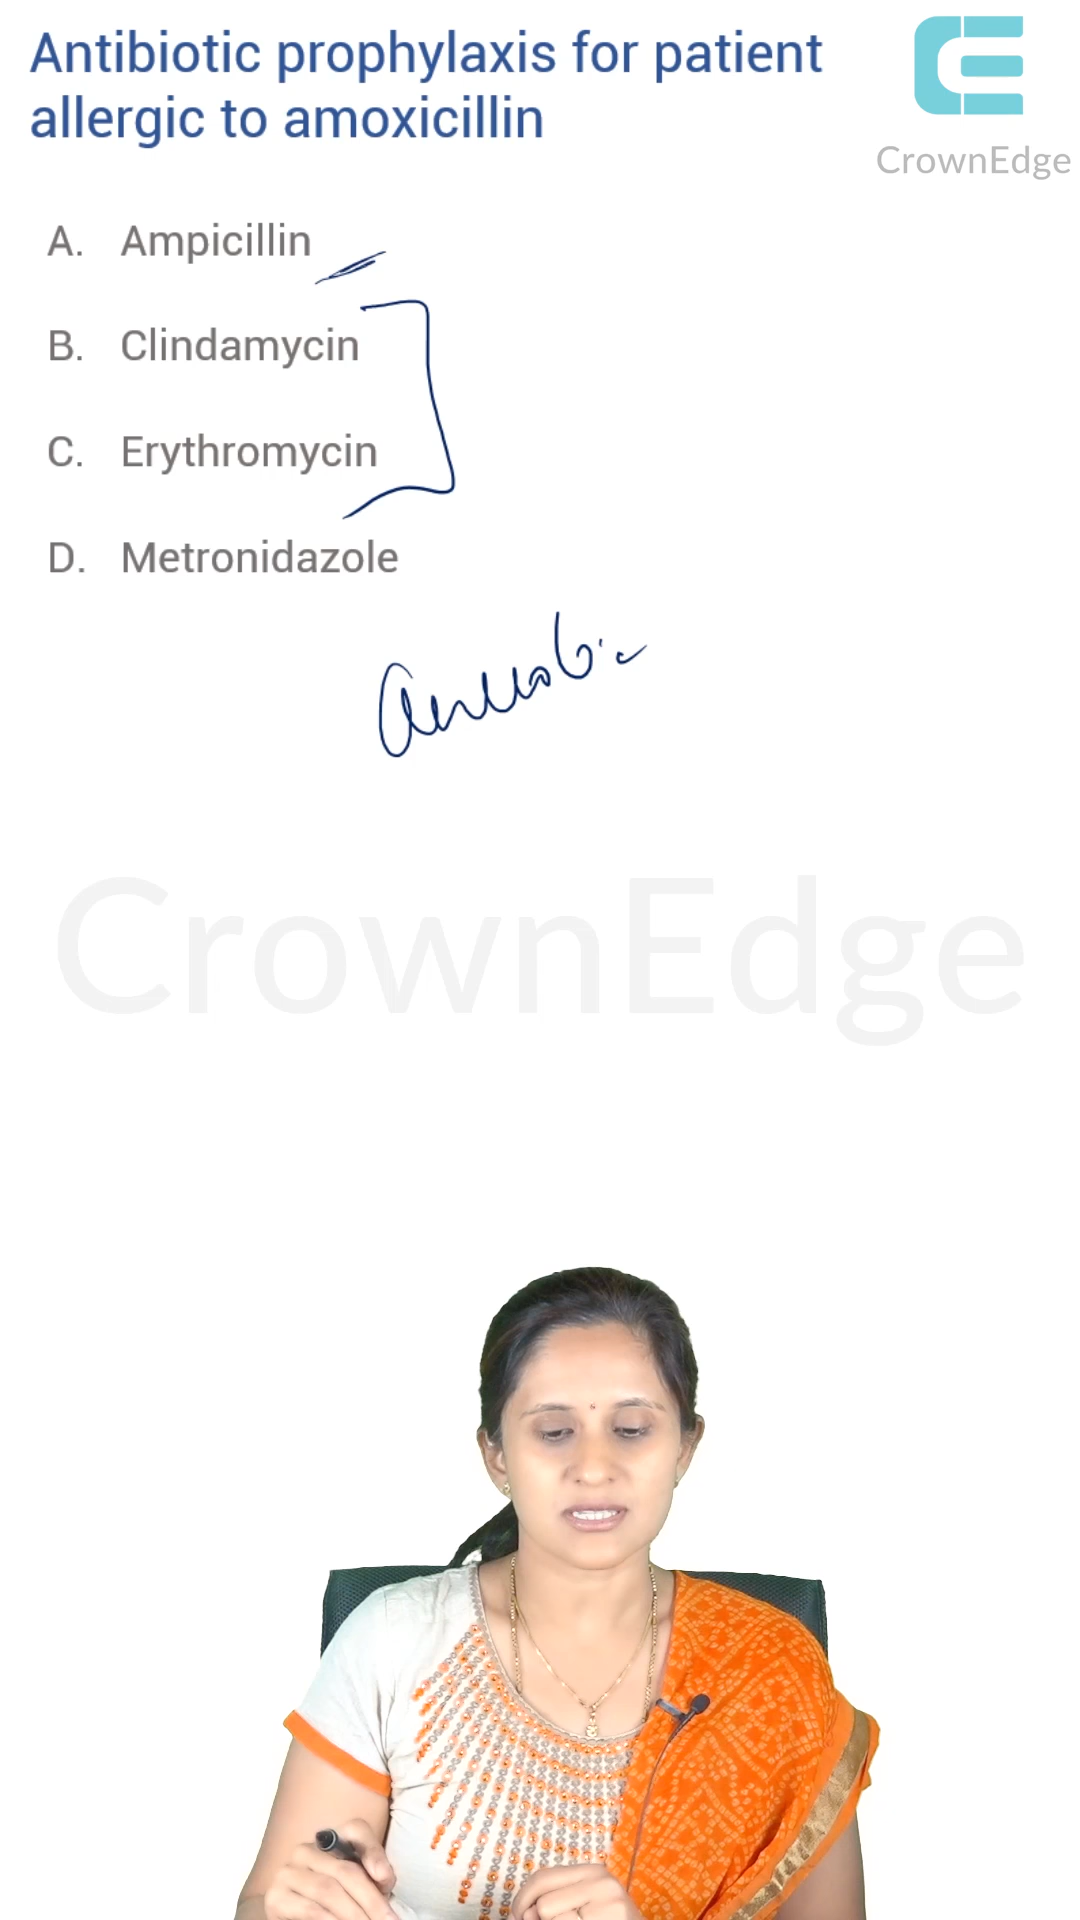 Antibiotic prophylaxis for patient
allergic to amoxicillin
CrownEdge
A. Ampicillin
B. Clindamycin
C. Erythromycin
D. Metronidazole
CrownEdge